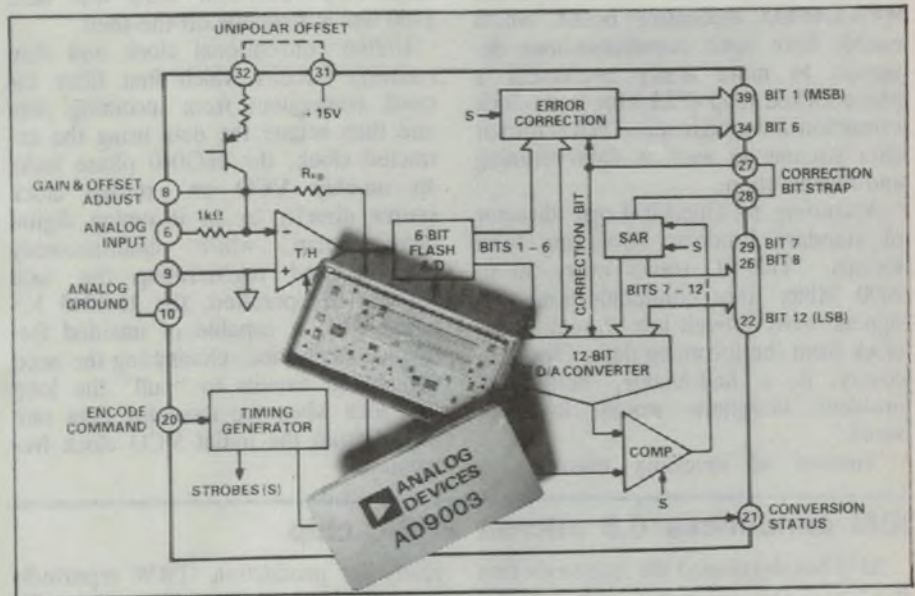 UNIPOLAR OFFSET
32
31
+ 15V
GAIN & OFFSET
ADJUST
8
ANALOG
INPUT
6
1kΩ
ANALOG
GROUND
9
10
T/H
6-BIT
FLASH
A/D
BITS 1 – 6
S
ERROR
CORRECTION
CORRECTION BIT
SAR
S
BITS 7 – 12
12-BIT
D/A CONVERTER
COMP.
S
ENCODE
COMMAND
20
TIMING
GENERATOR
STROBES (S)
ANALOG
DEVICES
AD9003
39
BIT 1 (MSB)
34
BIT 6
27
28
CORRECTION
BIT STRAP
29
BIT 7
26
BIT 8
22
BIT 12 (LSB)
21
CONVERSION
STATUS